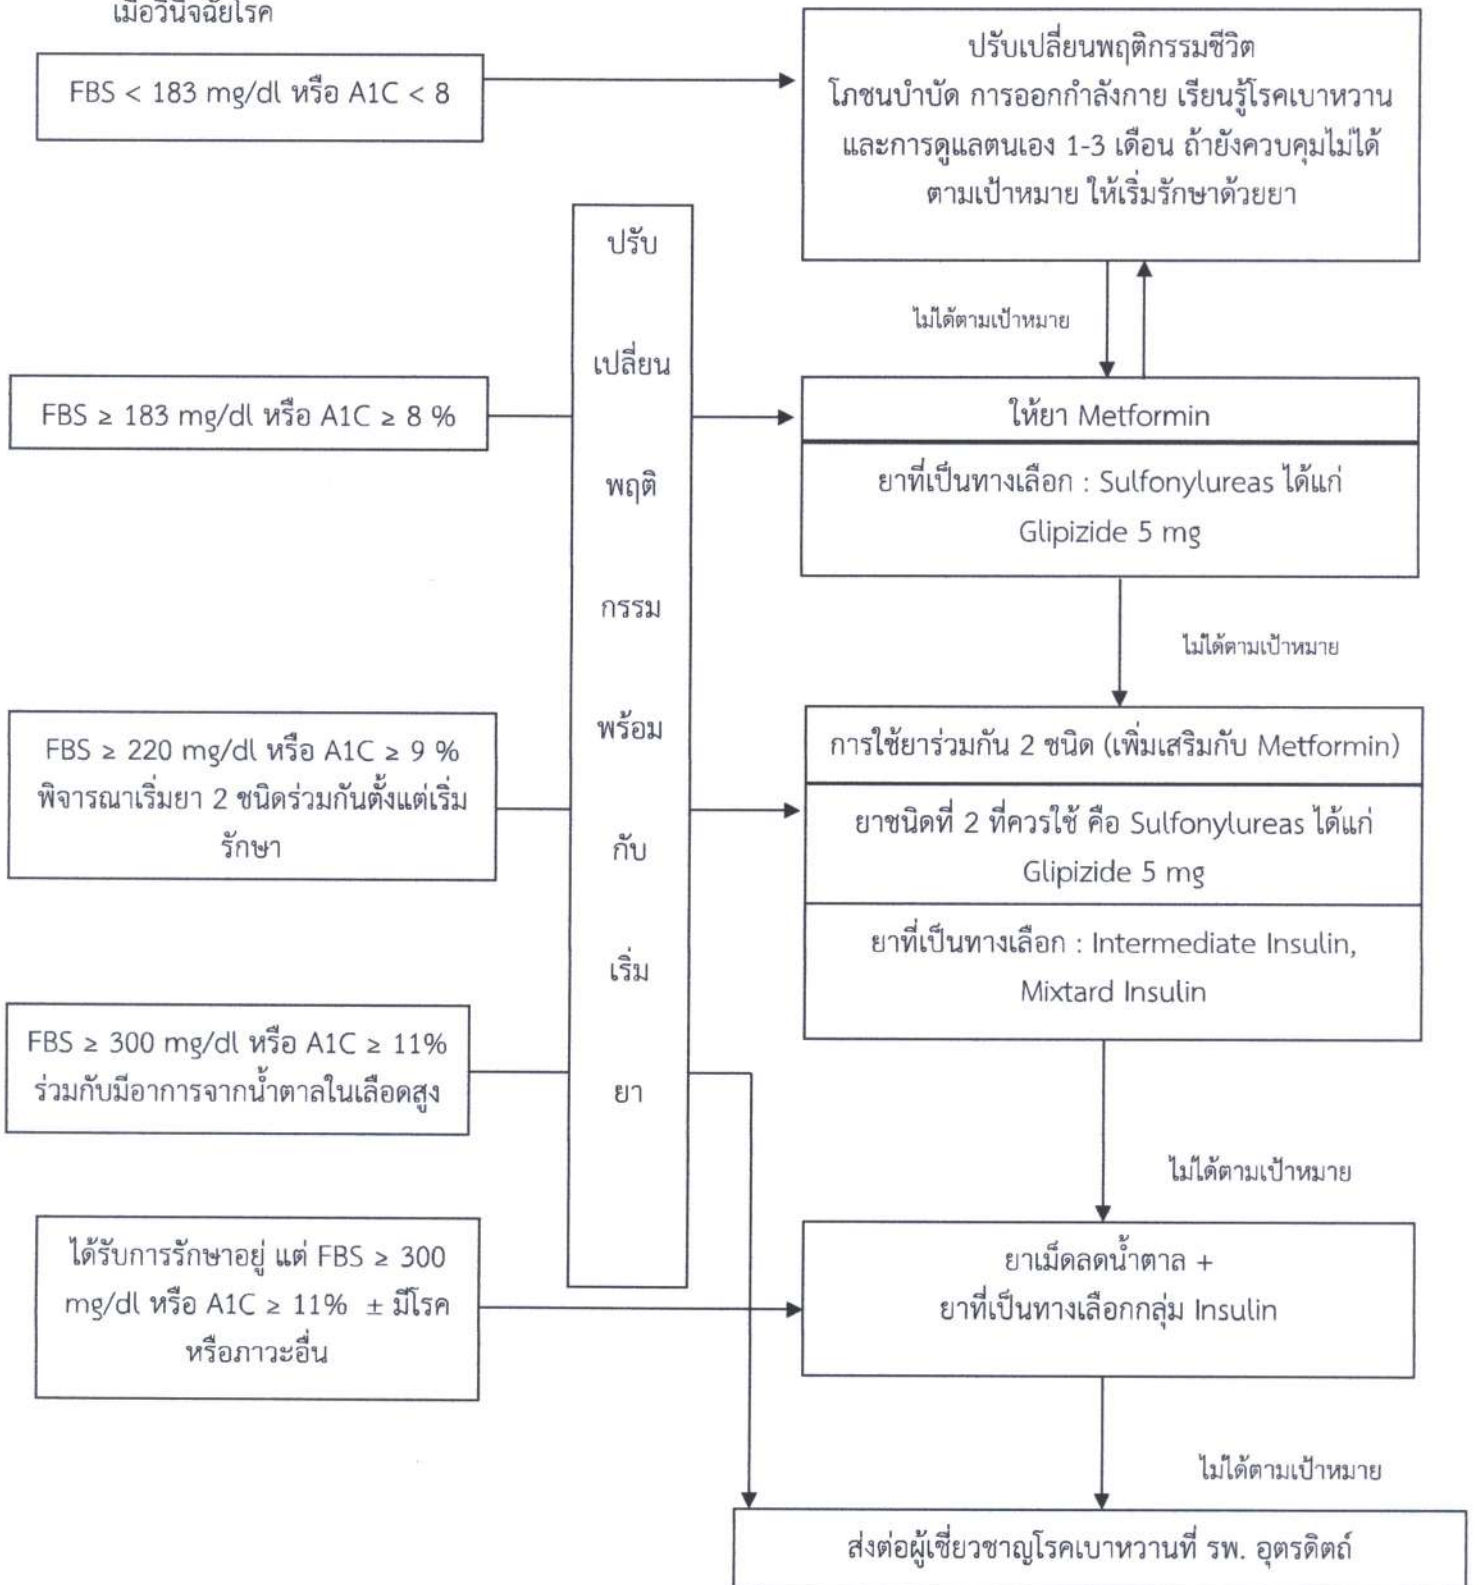 เมื่อวินิจฉัยโรค
FBS < 183 mg/dl หรือ A1C < 8
ปรับเปลี่ยนพฤติกรรมชีวิต
โภชนบำบัด การออกกำลังกาย เรียนรู้โรคเบาหวาน
และการดูแลตนเอง 1-3 เดือน ถ้ายังควบคุมไม่ได้
ตามเป้าหมาย ให้เริ่มรักษาด้วยยา
ไม่ได้ตามเป้าหมาย
ปรับ
เปลี่ยน
พฤติ
กรรม
พร้อม
กับ
เริ่ม
ยา
FBS ≥ 183 mg/dl หรือ A1C ≥ 8 %
ให้ยา Metformin
ยาที่เป็นทางเลือก : Sulfonylureas ได้แก่
Glipizide 5 mg
ไม่ได้ตามเป้าหมาย
FBS ≥ 220 mg/dl หรือ A1C ≥ 9 %
พิจารณาเริ่มยา 2 ชนิดร่วมกันตั้งแต่เริ่ม
รักษา
การใช้ยาร่วมกัน 2 ชนิด (เพิ่มเสริมกับ Metformin)
ยาชนิดที่ 2 ที่ควรใช้ คือ Sulfonylureas ได้แก่
Glipizide 5 mg
ยาที่เป็นทางเลือก : Intermediate Insulin,
Mixtard Insulin
FBS ≥ 300 mg/dl หรือ A1C ≥ 11%
ร่วมกับมีอาการจากน้ำตาลในเลือดสูง
ไม่ได้ตามเป้าหมาย
ได้รับการรักษาอยู่ แต่ FBS ≥ 300
mg/dl หรือ A1C ≥ 11% ± มีโรค
หรือภาวะอื่น
ยาเม็ดลดน้ำตาล +
ยาที่เป็นทางเลือกกลุ่ม Insulin
ไม่ได้ตามเป้าหมาย
ส่งต่อผู้เชี่ยวชาญโรคเบาหวานที่ รพ. อุตรดิตถ์